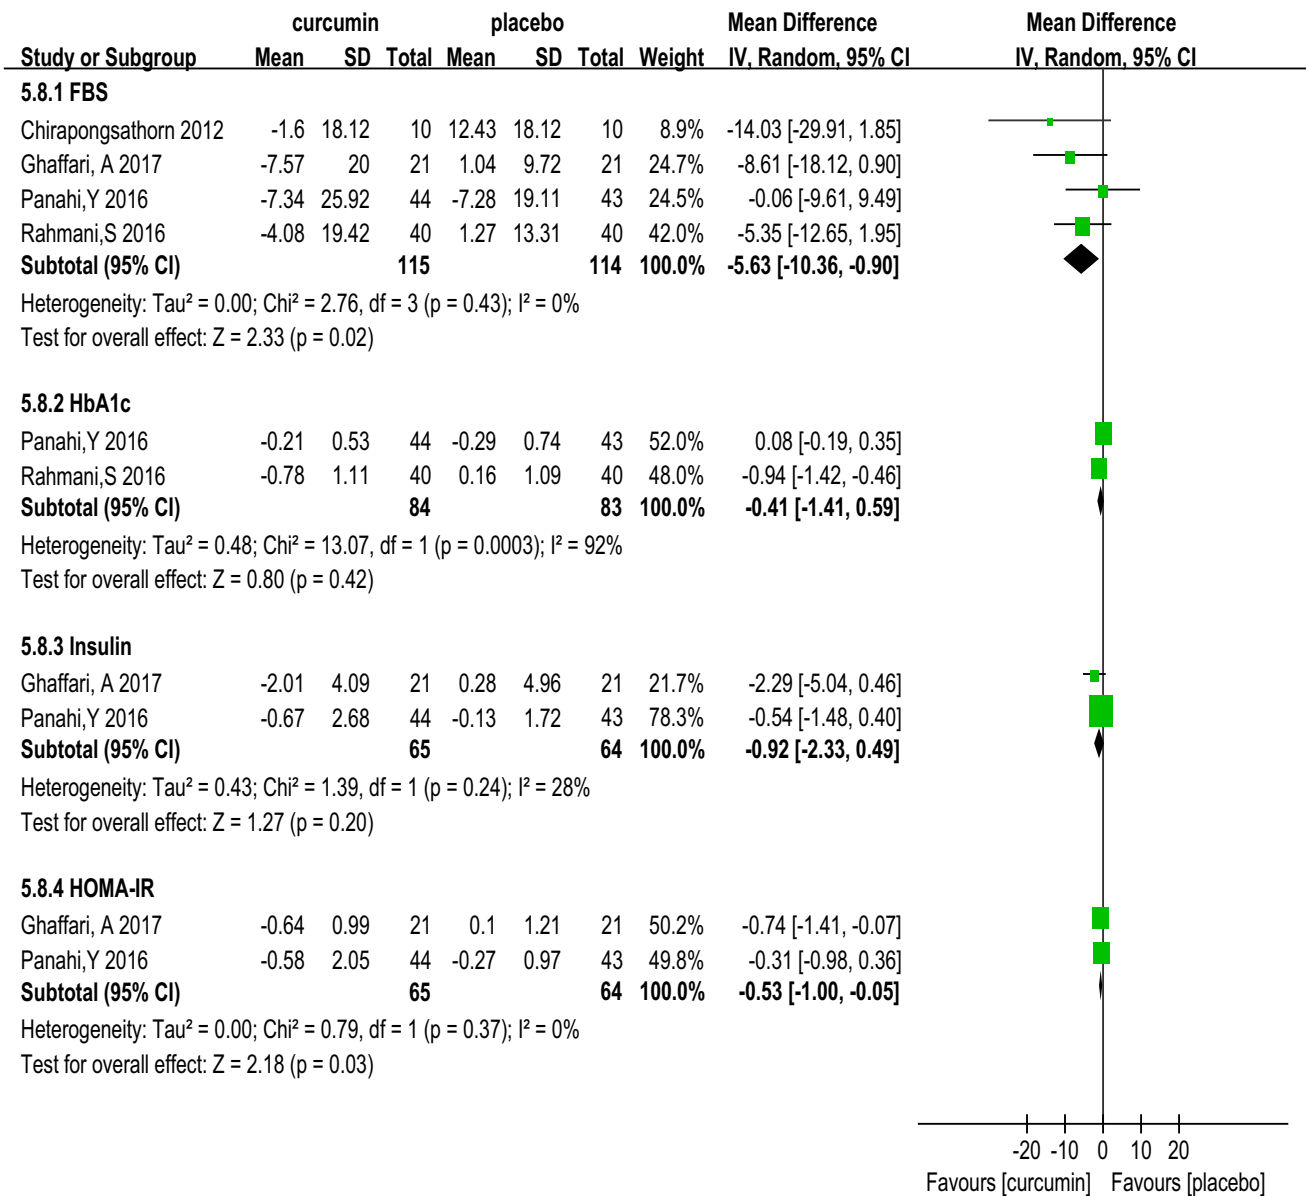 curcumin placebo Mean Difference Mean Difference
Study or Subgroup Mean SD Total Mean SD Total Weight IV, Random, 95% CI IV, Random, 95% CI
5.8.1 FBS
Chirapongsathorn 2012 -1.6 18.12 10 12.43 18.12 10 8.9% -14.03 [-29.91, 1.85]
Ghaffari, A 2017 -7.57 20 21 1.04 9.72 21 24.7% -8.61 [-18.12, 0.90]
Panahi,Y 2016 -7.34 25.92 44 -7.28 19.11 43 24.5% -0.06 [-9.61, 9.49]
Rahmani,S 2016 -4.08 19.42 40 1.27 13.31 40 42.0% -5.35 [-12.65, 1.95]
Subtotal (95% CI) 115 114 100.0% -5.63 [-10.36, -0.90]
Heterogeneity: Tau² = 0.00; Chi² = 2.76, df = 3 (p = 0.43); I² = 0%
Test for overall effect: Z = 2.33 (p = 0.02)
5.8.2 HbA1c
Panahi,Y 2016 -0.21 0.53 44 -0.29 0.74 43 52.0% 0.08 [-0.19, 0.35]
Rahmani,S 2016 -0.78 1.11 40 0.16 1.09 40 48.0% -0.94 [-1.42, -0.46]
Subtotal (95% CI) 84 83 100.0% -0.41 [-1.41, 0.59]
Heterogeneity: Tau² = 0.48; Chi² = 13.07, df = 1 (p = 0.0003); I² = 92%
Test for overall effect: Z = 0.80 (p = 0.42)
5.8.3 Insulin
Ghaffari, A 2017 -2.01 4.09 21 0.28 4.96 21 21.7% -2.29 [-5.04, 0.46]
Panahi,Y 2016 -0.67 2.68 44 -0.13 1.72 43 78.3% -0.54 [-1.48, 0.40]
Subtotal (95% CI) 65 64 100.0% -0.92 [-2.33, 0.49]
Heterogeneity: Tau² = 0.43; Chi² = 1.39, df = 1 (p = 0.24); I² = 28%
Test for overall effect: Z = 1.27 (p = 0.20)
5.8.4 HOMA-IR
Ghaffari, A 2017 -0.64 0.99 21 0.1 1.21 21 50.2% -0.74 [-1.41, -0.07]
Panahi,Y 2016 -0.58 2.05 44 -0.27 0.97 43 49.8% -0.31 [-0.98, 0.36]
Subtotal (95% CI) 65 64 100.0% -0.53 [-1.00, -0.05]
Heterogeneity: Tau² = 0.00; Chi² = 0.79, df = 1 (p = 0.37); I² = 0%
Test for overall effect: Z = 2.18 (p = 0.03)
-20 -10 0 10 20
Favours [curcumin] Favours [placebo]